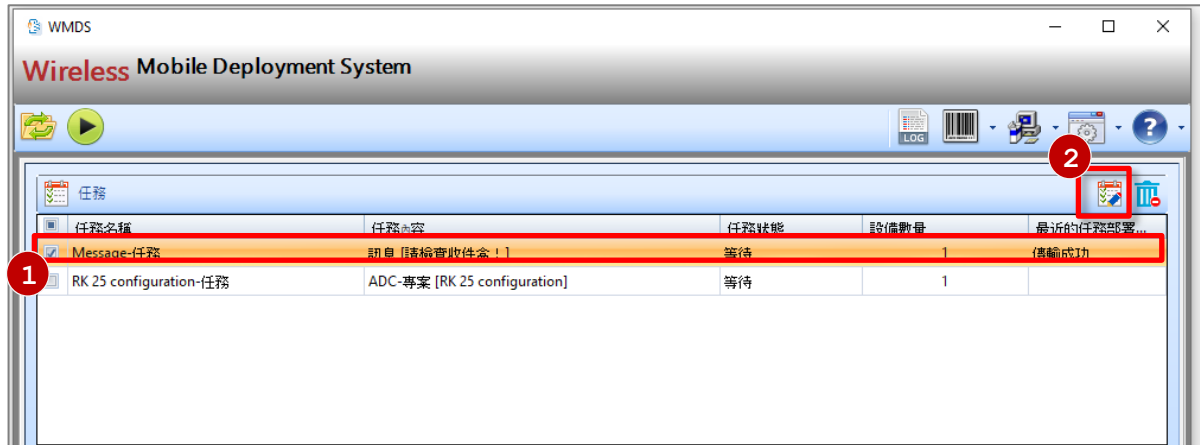 WMDS
Wireless Mobile Deployment System
LOG
?
2
任務
任務名稱 任務內容 任務狀態 設備數量 最近的任務部署...
Message-任務 訊息 [請檢查收件盒！] 等待 1 傳輸成功
1
RK 25 configuration-任務 ADC-專案 [RK 25 configuration] 等待 1